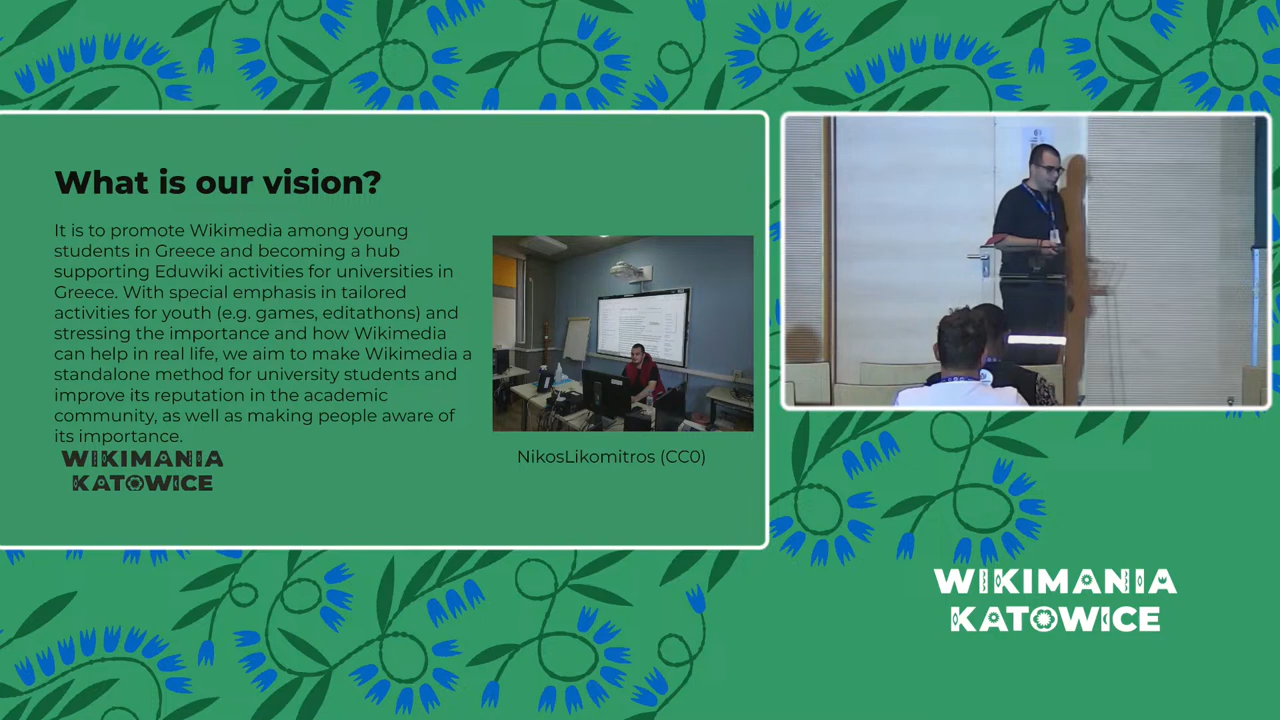 What is our vision?
It is to promote Wikimedia among young
students in Greece and becoming a hub
supporting Eduwiki activities for universities in
Greece. With special emphasis in tailored
activities for youth (e.g. games, editathons) and
stressing the importance and how Wikimedia
can help in real life, we aim to make Wikimedia a
standalone method for university students and
improve its reputation in the academic
community, as well as making people aware of
its importance.
WIKIMANIA
KATOWICE
NikosLikomitros (CC0)
WIKIMANIA
KATOWICE